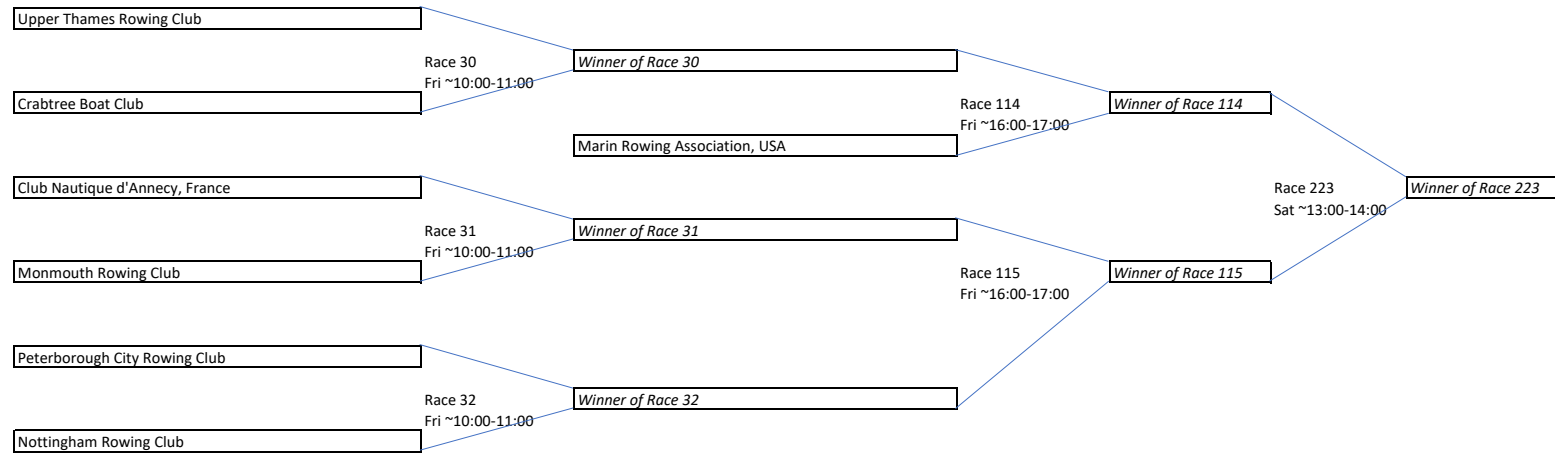 Upper Thames Rowing Club
Race 30
Fri ~10:00-11:00
Winner of Race 30
Crabtree Boat Club
Race 114
Fri ~16:00-17:00
Winner of Race 114
Marin Rowing Association, USA
Club Nautique d'Annecy, France
Race 223
Sat ~13:00-14:00
Winner of Race 223
Race 31
Fri ~10:00-11:00
Winner of Race 31
Monmouth Rowing Club
Race 115
Fri ~16:00-17:00
Winner of Race 115
Peterborough City Rowing Club
Race 32
Fri ~10:00-11:00
Winner of Race 32
Nottingham Rowing Club